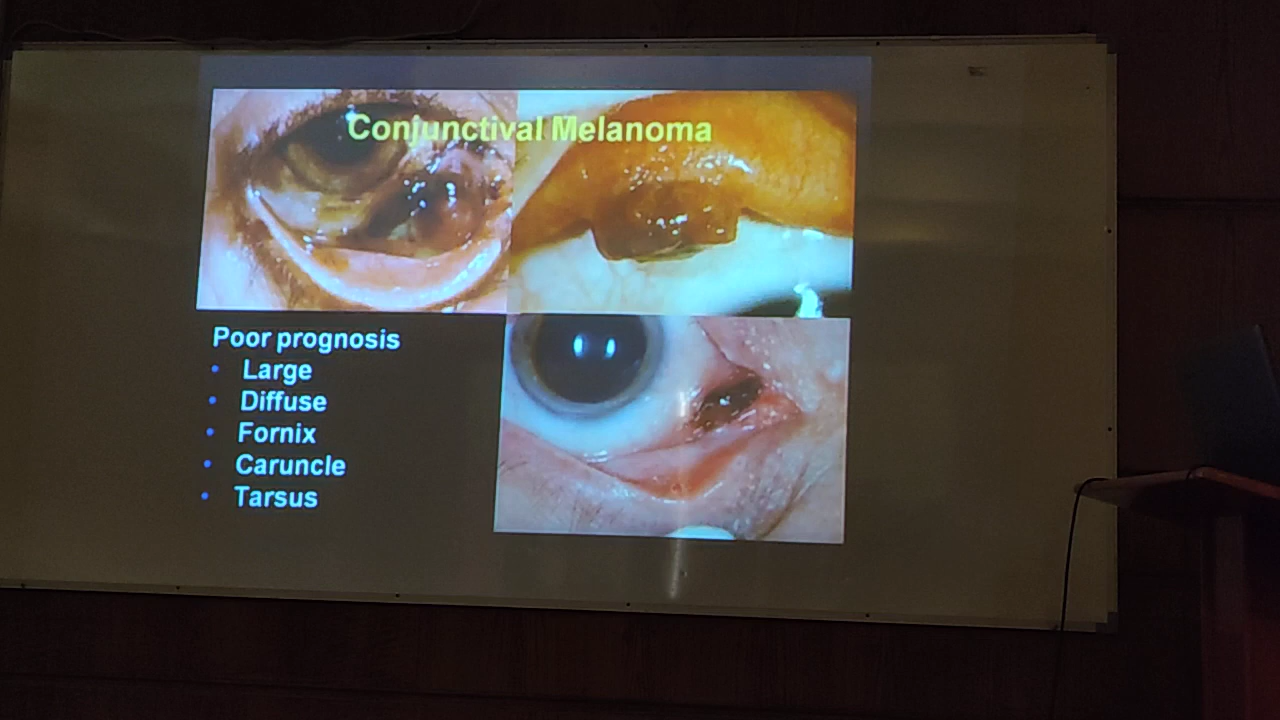 Conjunctival Melanoma
Poor prognosis
• Large
• Diffuse
• Fornix
• Caruncle
• Tarsus